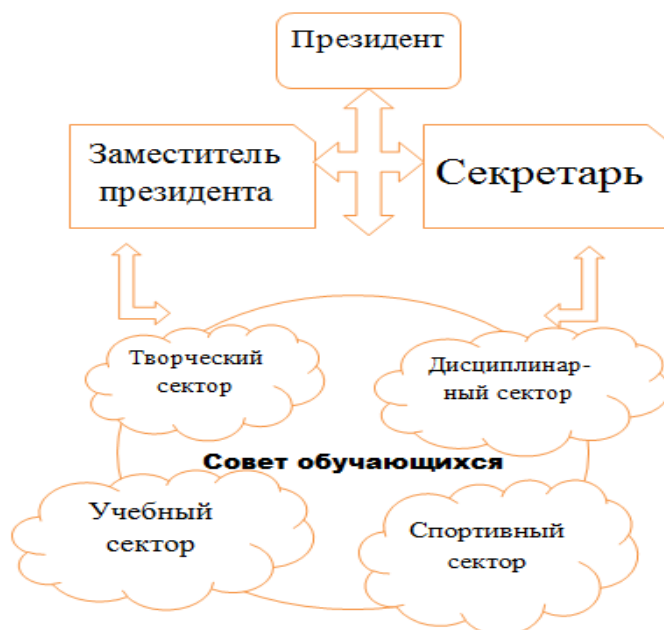 Президент
Заместитель
президента
Секретарь
Творческий
сектор
Дисциплинар-
ный сектор
Совет обучающихся
Учебный
сектор
Спортивный
сектор